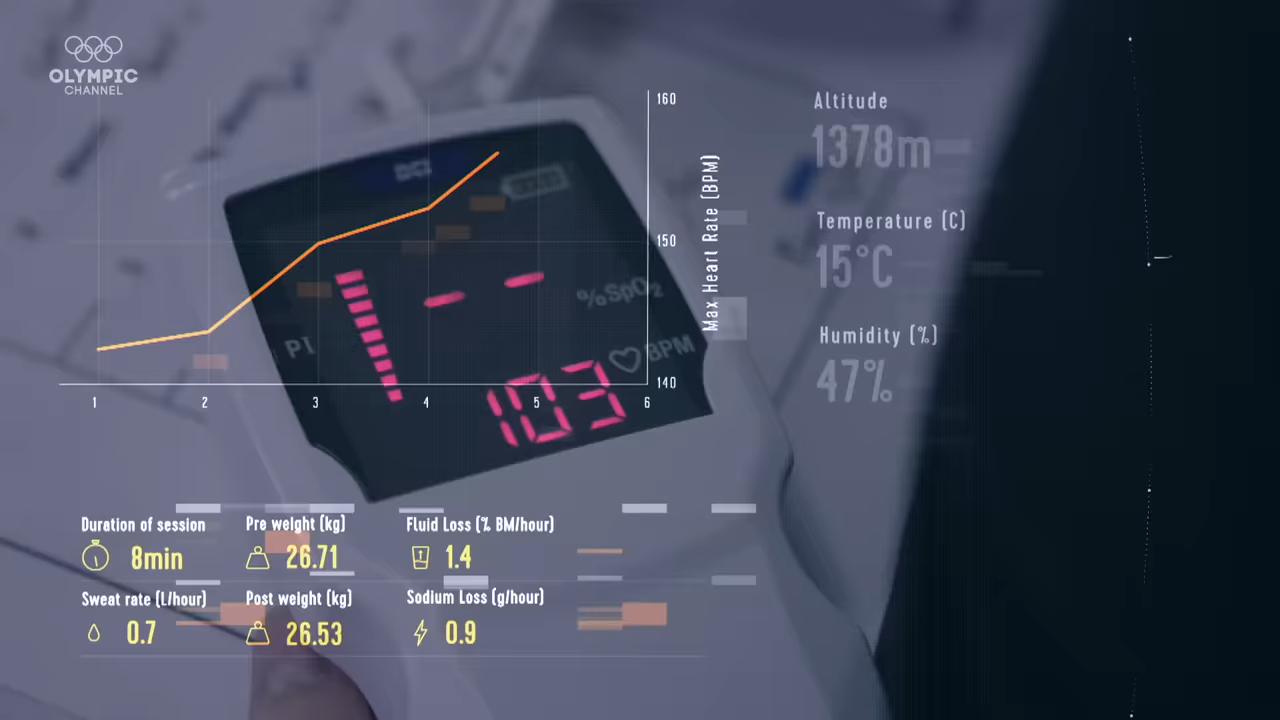 OLYMPIC
CHANNEL
160
150
140
Max Heart Rate (BPM)
1 2 3 4 5 6
Altitude
1378m
Temperature (C)
15°C
Humidity (%)
47%
- -
%SpO₂
PI
BPM
103
Duration of session
8min
Pre weight (kg)
26.71
Fluid Loss (% BM/hour)
1.4
Sweat rate (L/hour)
0.7
Post weight (kg)
26.53
Sodium Loss (g/hour)
0.9